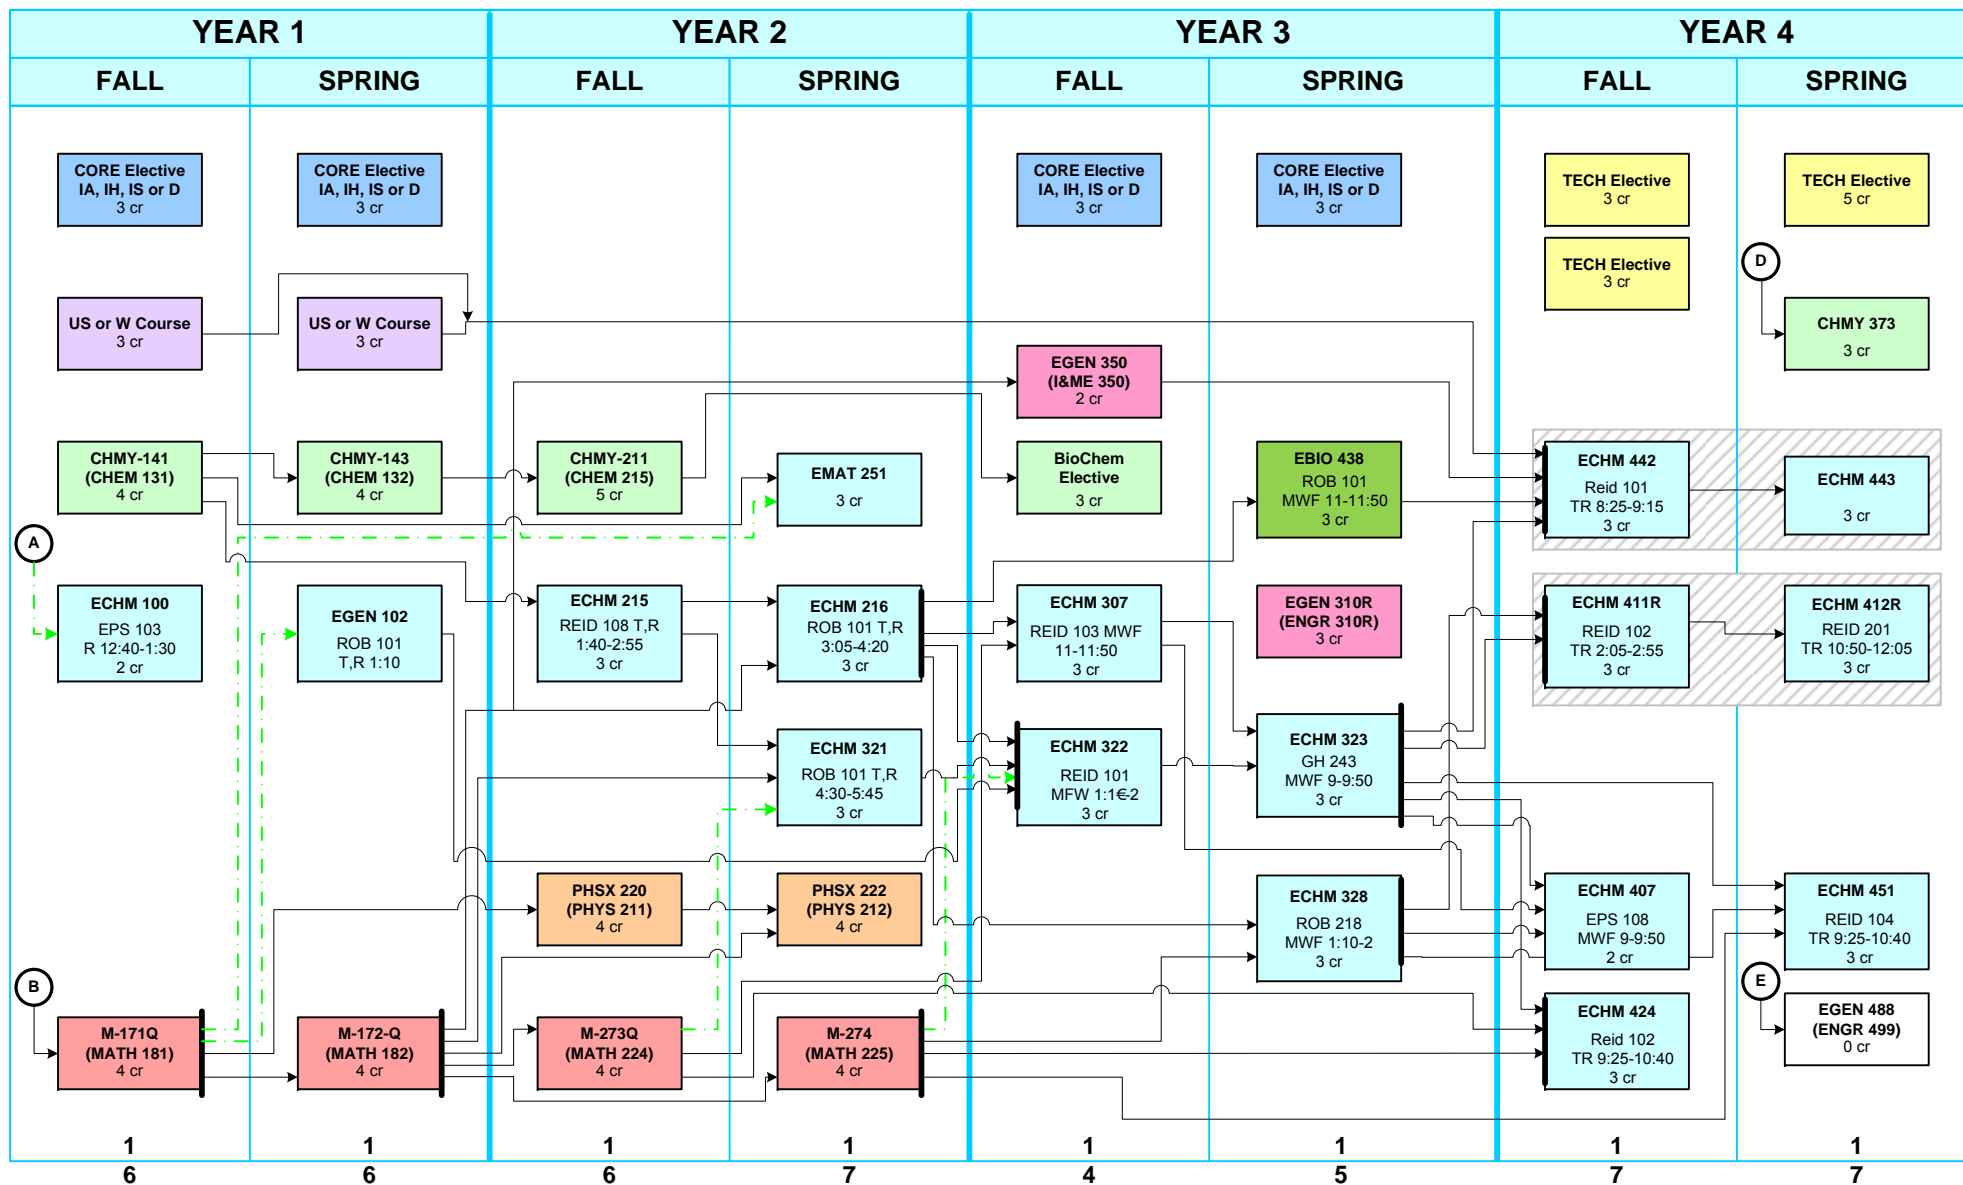 YEAR 1
YEAR 2
YEAR 3
YEAR 4
FALL
SPRING
FALL
SPRING
FALL
SPRING
FALL
SPRING
CORE Elective
IA, IH, IS or D
3 cr
CORE Elective
IA, IH, IS or D
3 cr
CORE Elective
IA, IH, IS or D
3 cr
CORE Elective
IA, IH, IS or D
3 cr
TECH Elective
3 cr
TECH Elective
5 cr
TECH Elective
3 cr
D
US or W Course
3 cr
US or W Course
3 cr
CHMY 373
3 cr
EGEN 350
(I&ME 350)
2 cr
CHMY-141
(CHEM 131)
4 cr
CHMY-143
(CHEM 132)
4 cr
CHMY-211
(CHEM 215)
5 cr
EMAT 251
3 cr
BioChem
Elective
3 cr
EBIO 438
ROB 101
MWF 11-11:50
3 cr
ECHM 442
Reid 101
TR 8:25-9:15
3 cr
ECHM 443
3 cr
A
ECHM 100
EPS 103
R 12:40-1:30
2 cr
EGEN 102
ROB 101
T,R 1:10
ECHM 215
REID 108 T,R
1:40-2:55
3 cr
ECHM 216
ROB 101 T,R
3:05-4:20
3 cr
ECHM 307
REID 103 MWF
11-11:50
3 cr
EGEN 310R
(ENGR 310R)
3 cr
ECHM 411R
REID 102
TR 2:05-2:55
3 cr
ECHM 412R
REID 201
TR 10:50-12:05
3 cr
ECHM 321
ROB 101 T,R
4:30-5:45
3 cr
ECHM 322
REID 101
MFW 1:1€-2
3 cr
ECHM 323
GH 243
MWF 9-9:50
3 cr
PHSX 220
(PHYS 211)
4 cr
PHSX 222
(PHYS 212)
4 cr
ECHM 328
ROB 218
MWF 1:10-2
3 cr
ECHM 407
EPS 108
MWF 9-9:50
2 cr
ECHM 451
REID 104
TR 9:25-10:40
3 cr
B
E
M-171Q
(MATH 181)
4 cr
M-172-Q
(MATH 182)
4 cr
M-273Q
(MATH 224)
4 cr
M-274
(MATH 225)
4 cr
ECHM 424
Reid 102
TR 9:25-10:40
3 cr
EGEN 488
(ENGR 499)
0 cr
1
6
1
6
1
6
1
7
1
4
1
5
1
7
1
7